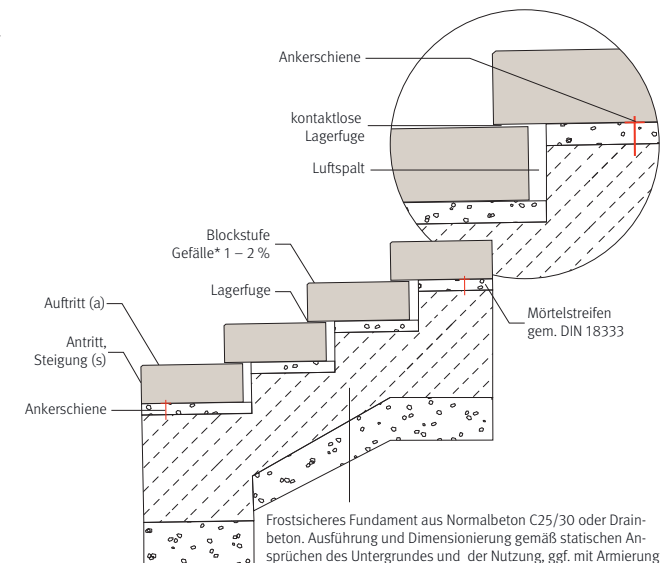 Ankerschiene
kontaktlose
Lagerfuge
Luftspalt
Blockstufe
Gefälle* 1 – 2 %
Lagerfuge
Auftritt (a)
Antritt,
Steigung (s)
Ankerschiene
Mörtelstreifen
gem. DIN 18333
Frostsicheres Fundament aus Normalbeton C25/30 oder Drain-
beton. Ausführung und Dimensionierung gemäß statischen An-
sprüchen des Untergrundes und der Nutzung, ggf. mit Armierung